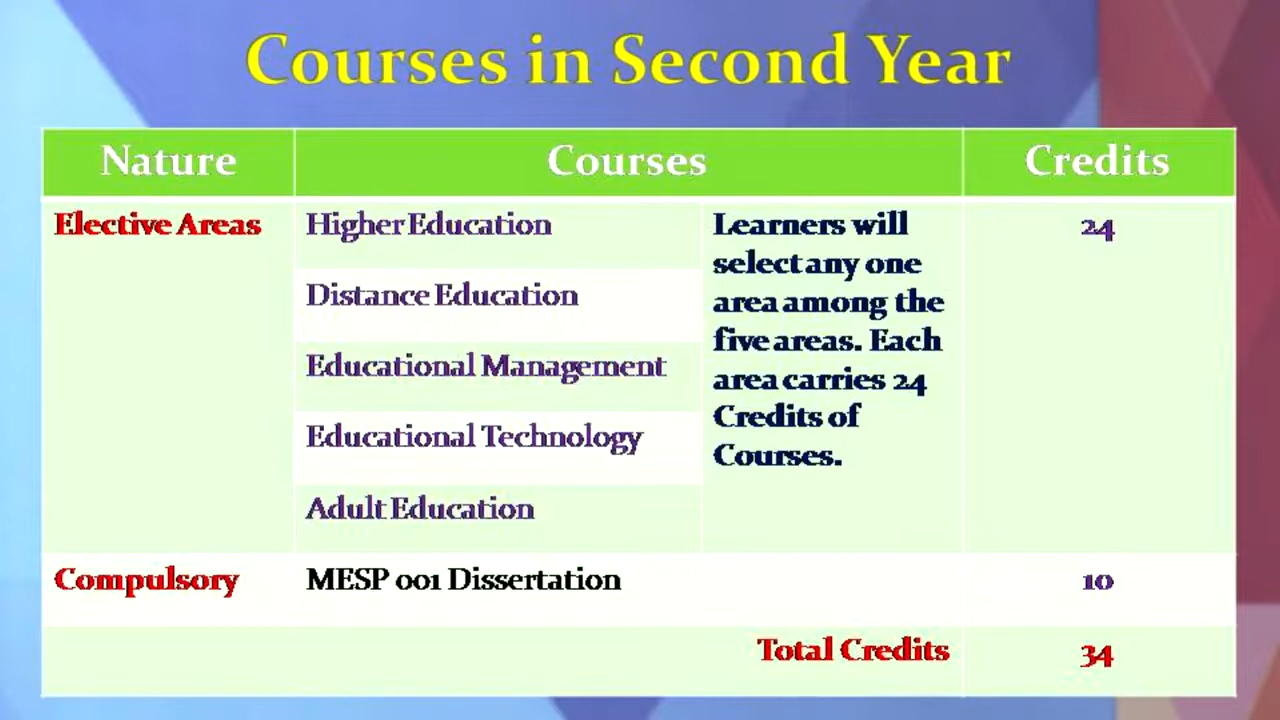 Courses in Second Year
Nature Courses Credits
Elective Areas
Higher Education
Distance Education
Educational Management
Educational Technology
Adult Education
Learners will
select any one
area among the
five areas. Each
area carries 24
Credits of
Courses.
24
Compulsory MESP 001 Dissertation 10
Total Credits 34